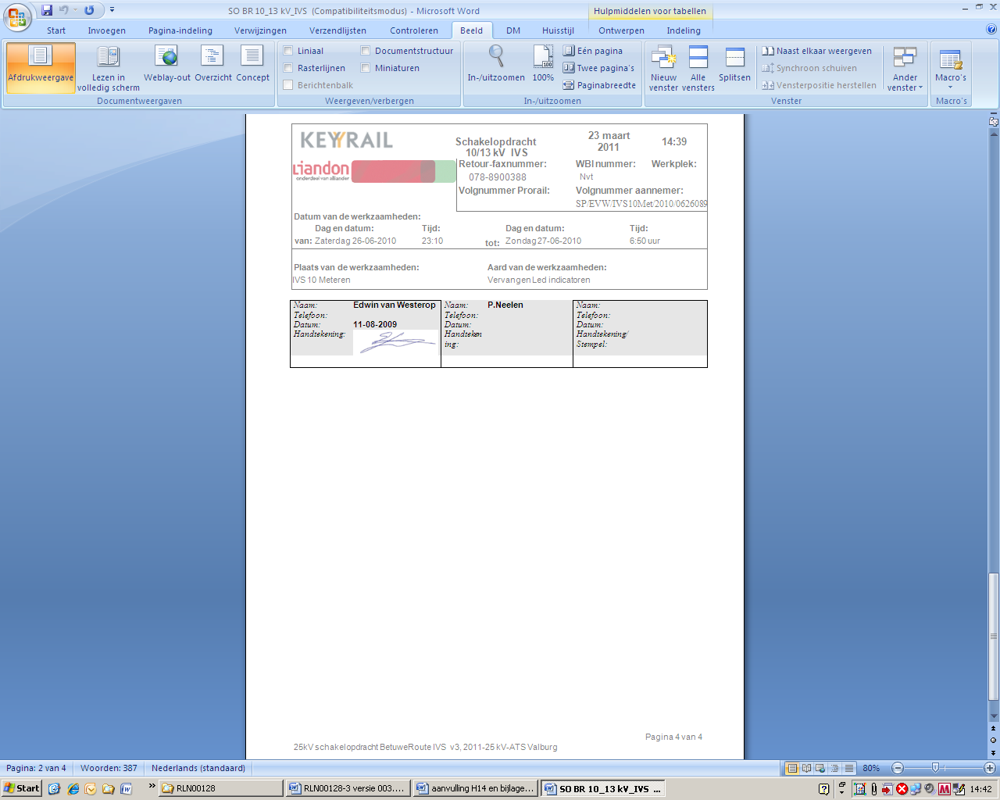 SO BR 10_13 kV_IVS (Compatibiliteitsmodus) - Microsoft Word
Hulpmiddelen voor tabellen
Start Invoegen Pagina-indeling Verwijzingen Verzendlijsten Controleren Beeld DM Huisstijl Ontwerpen Indeling
Afdrukweergave
Lezen in volledig scherm
Weblay-out
Overzicht
Concept
Documentweergaven
Liniaal
Rasterlijnen
Berichtenbalk
Documentstructuur
Miniaturen
Weergeven/verbergen
In-/uitzoomen
100%
Eén pagina
Twee pagina's
Paginabreedte
In-/uitzoomen
Nieuw venster
Alle vensters
Splitsen
Naast elkaar weergeven
Synchroon schuiven
Vensterpositie herstellen
Ander venster
Venster
Macro's
Macro's
KEYRAIL
Liandon
onderdeel van alliander
Schakelopdracht
10/13 kV IVS
23 maart
2011
14:39
Retour-faxnummer: WBI nummer: Werkplek:
078-8900388 Nvt
Volgnummer Prorail: Volgnummer aannemer:
SP/EVW/IVS10Met/2010/0626089
Datum van de werkzaamheden:
Dag en datum: Tijd: Dag en datum: Tijd:
van: Zaterdag 26-06-2010 23:10 tot: Zondag 27-06-2010 6:50 uur
Plaats van de werkzaamheden: Aard van de werkzaamheden:
IVS 10 Meteren Vervangen Led indicatoren
Naam: Edwin van Westerop
Telefoon:
Datum: 11-08-2009
Handtekening:
Naam: P.Neelen
Telefoon:
Datum:
Handteken
ing:
Naam:
Telefoon:
Datum:
Handtekening/
Stempel:
Pagina 4 van 4
25kV schakelopdracht BetuweRoute IVS v3, 2011-25 kV-ATS Valburg
Pagina: 2 van 4 Woorden: 387 Nederlands (standaard) 80%
Start » RLN00128 RLN00128-3 versie 003.... aanvulling H14 en bijlage... SO BR 10_13 kV_IVS ... 14:42